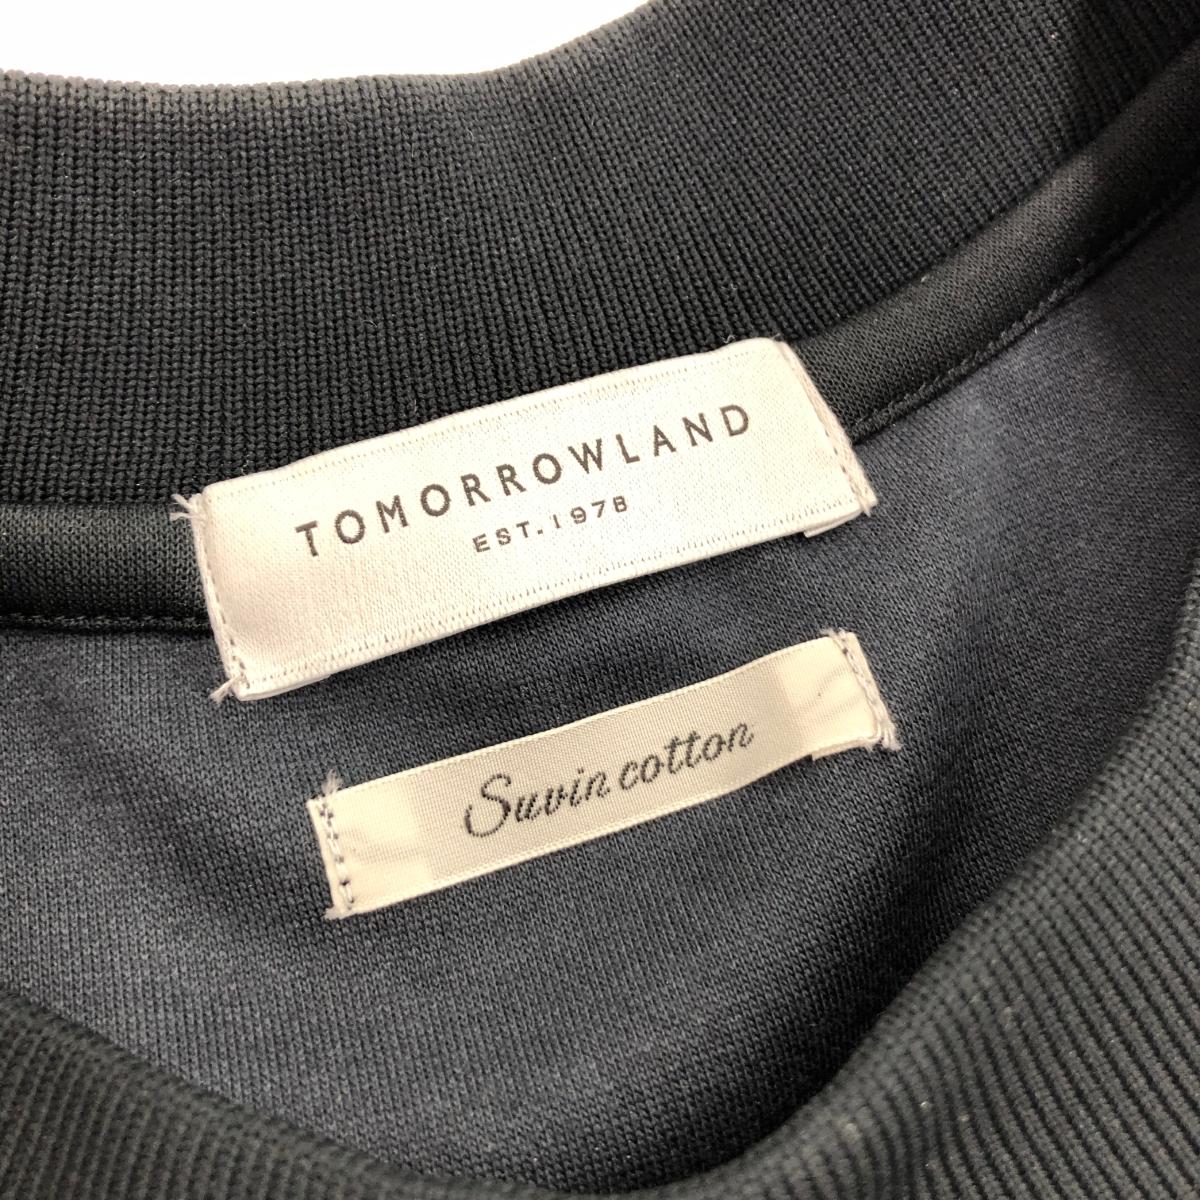 TOMORROWLAND
EST. 1978
Suvin cotton